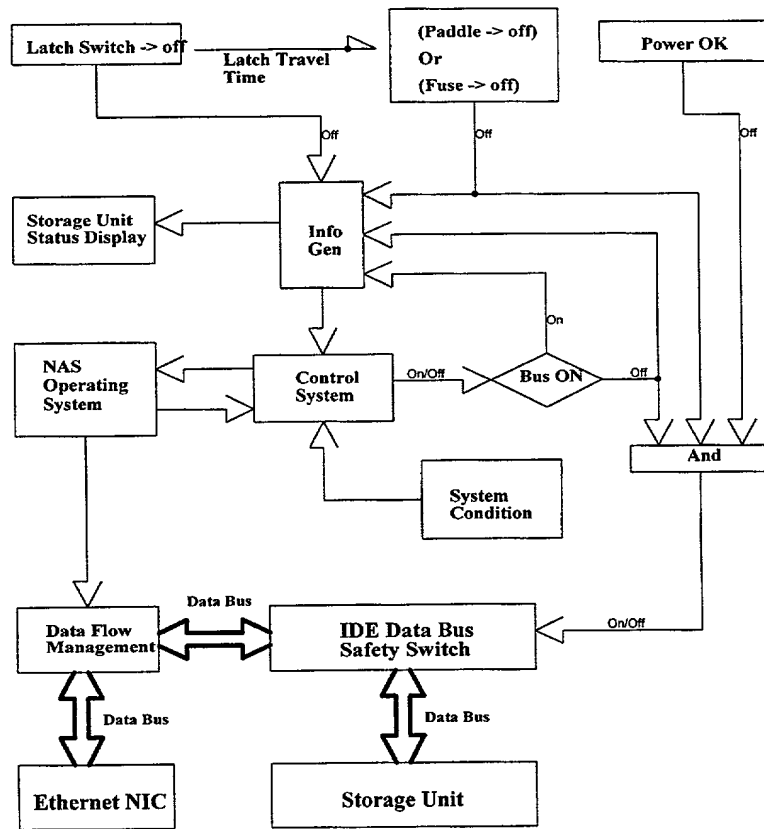 Latch Switch -> off
Latch Travel
Time
(Paddle -> off)
Or
(Fuse -> off)
Power OK
Off
Off
Off
Storage Unit
Status Display
Info
Gen
On
NAS
Operating
System
Control
System
On/Off
Bus ON
Off
And
System
Condition
Data Bus
Data Flow
Management
IDE Data Bus
Safety Switch
On/Off
Data Bus
Data Bus
Ethernet NIC
Storage Unit